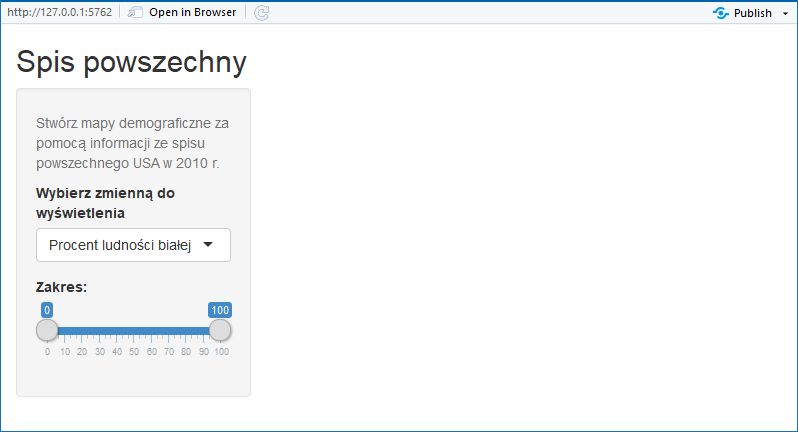 http://127.0.0.1:5762 Open in Browser Publish
Spis powszechny
Stwórz mapy demograficzne za
pomocą informacji ze spisu
powszechnego USA w 2010 r.
Wybierz zmienną do
wyświetlenia
Procent ludności białej
Zakres:
0 100
0 10 20 30 40 50 60 70 80 90 100